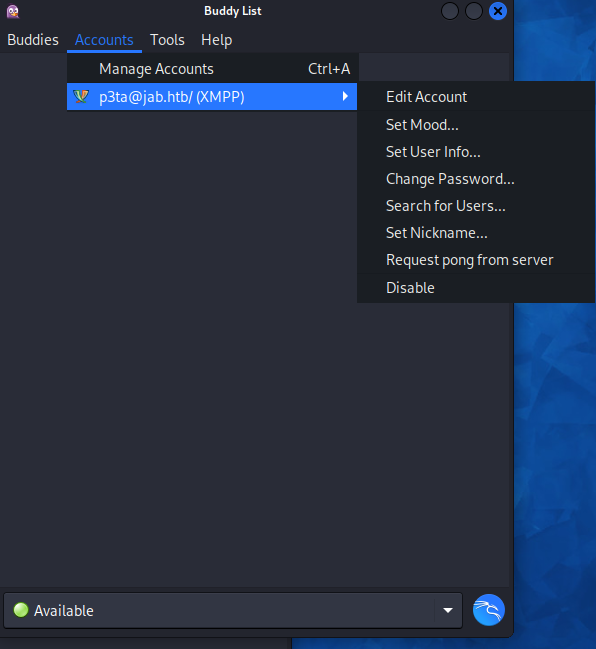 Buddy List
Buddies Accounts Tools Help
Manage Accounts Ctrl+A
p3ta@jab.htb/ (XMPP)
Edit Account
Set Mood...
Set User Info...
Change Password...
Search for Users...
Set Nickname...
Request pong from server
Disable
Available